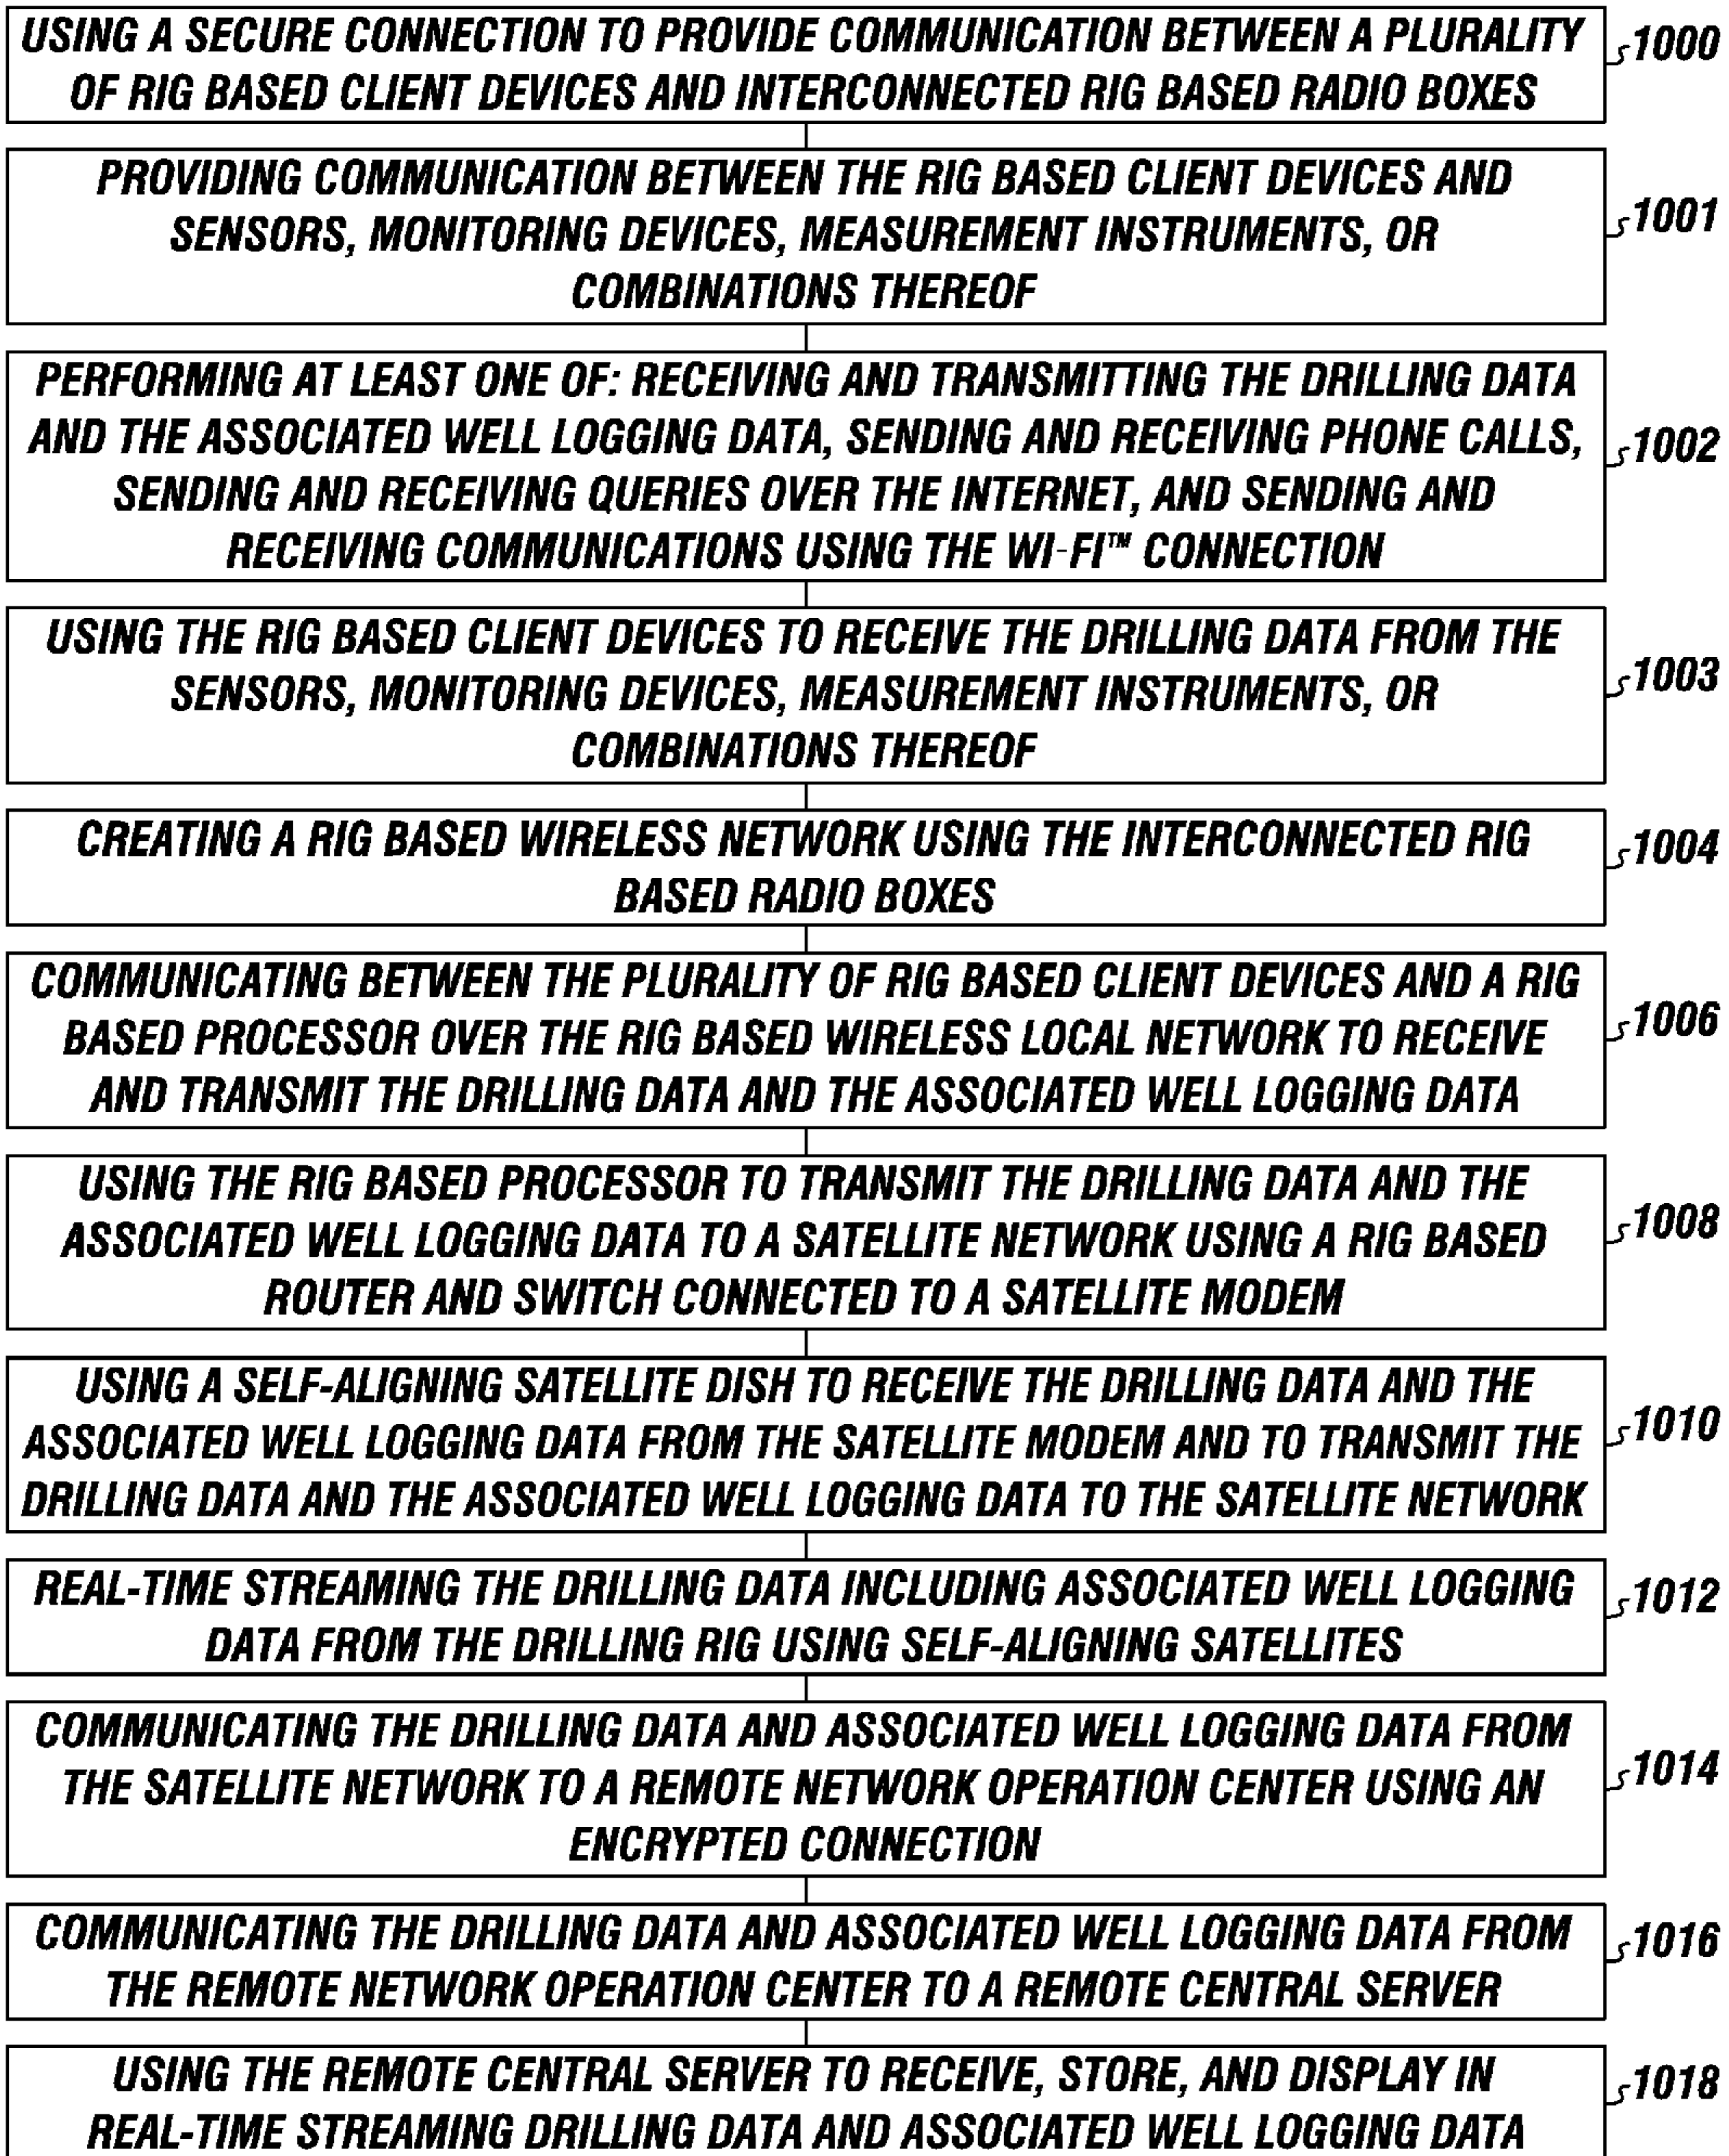 USING A SECURE CONNECTION TO PROVIDE COMMUNICATION BETWEEN A PLURALITY
OF RIG BASED CLIENT DEVICES AND INTERCONNECTED RIG BASED RADIO BOXES
1000
PROVIDING COMMUNICATION BETWEEN THE RIG BASED CLIENT DEVICES AND
SENSORS, MONITORING DEVICES, MEASUREMENT INSTRUMENTS, OR
COMBINATIONS THEREOF
1001
PERFORMING AT LEAST ONE OF: RECEIVING AND TRANSMITTING THE DRILLING DATA
AND THE ASSOCIATED WELL LOGGING DATA, SENDING AND RECEIVING PHONE CALLS,
SENDING AND RECEIVING QUERIES OVER THE INTERNET, AND SENDING AND
RECEIVING COMMUNICATIONS USING THE WI-FI™ CONNECTION
1002
USING THE RIG BASED CLIENT DEVICES TO RECEIVE THE DRILLING DATA FROM THE
SENSORS, MONITORING DEVICES, MEASUREMENT INSTRUMENTS, OR
COMBINATIONS THEREOF
1003
CREATING A RIG BASED WIRELESS NETWORK USING THE INTERCONNECTED RIG
BASED RADIO BOXES
1004
COMMUNICATING BETWEEN THE PLURALITY OF RIG BASED CLIENT DEVICES AND A RIG
BASED PROCESSOR OVER THE RIG BASED WIRELESS LOCAL NETWORK TO RECEIVE
AND TRANSMIT THE DRILLING DATA AND THE ASSOCIATED WELL LOGGING DATA
1006
USING THE RIG BASED PROCESSOR TO TRANSMIT THE DRILLING DATA AND THE
ASSOCIATED WELL LOGGING DATA TO A SATELLITE NETWORK USING A RIG BASED
ROUTER AND SWITCH CONNECTED TO A SATELLITE MODEM
1008
USING A SELF-ALIGNING SATELLITE DISH TO RECEIVE THE DRILLING DATA AND THE
ASSOCIATED WELL LOGGING DATA FROM THE SATELLITE MODEM AND TO TRANSMIT THE
DRILLING DATA AND THE ASSOCIATED WELL LOGGING DATA TO THE SATELLITE NETWORK
1010
REAL-TIME STREAMING THE DRILLING DATA INCLUDING ASSOCIATED WELL LOGGING
DATA FROM THE DRILLING RIG USING SELF-ALIGNING SATELLITES
1012
COMMUNICATING THE DRILLING DATA AND ASSOCIATED WELL LOGGING DATA FROM
THE SATELLITE NETWORK TO A REMOTE NETWORK OPERATION CENTER USING AN
ENCRYPTED CONNECTION
1014
COMMUNICATING THE DRILLING DATA AND ASSOCIATED WELL LOGGING DATA FROM
THE REMOTE NETWORK OPERATION CENTER TO A REMOTE CENTRAL SERVER
1016
USING THE REMOTE CENTRAL SERVER TO RECEIVE, STORE, AND DISPLAY IN
REAL-TIME STREAMING DRILLING DATA AND ASSOCIATED WELL LOGGING DATA
1018